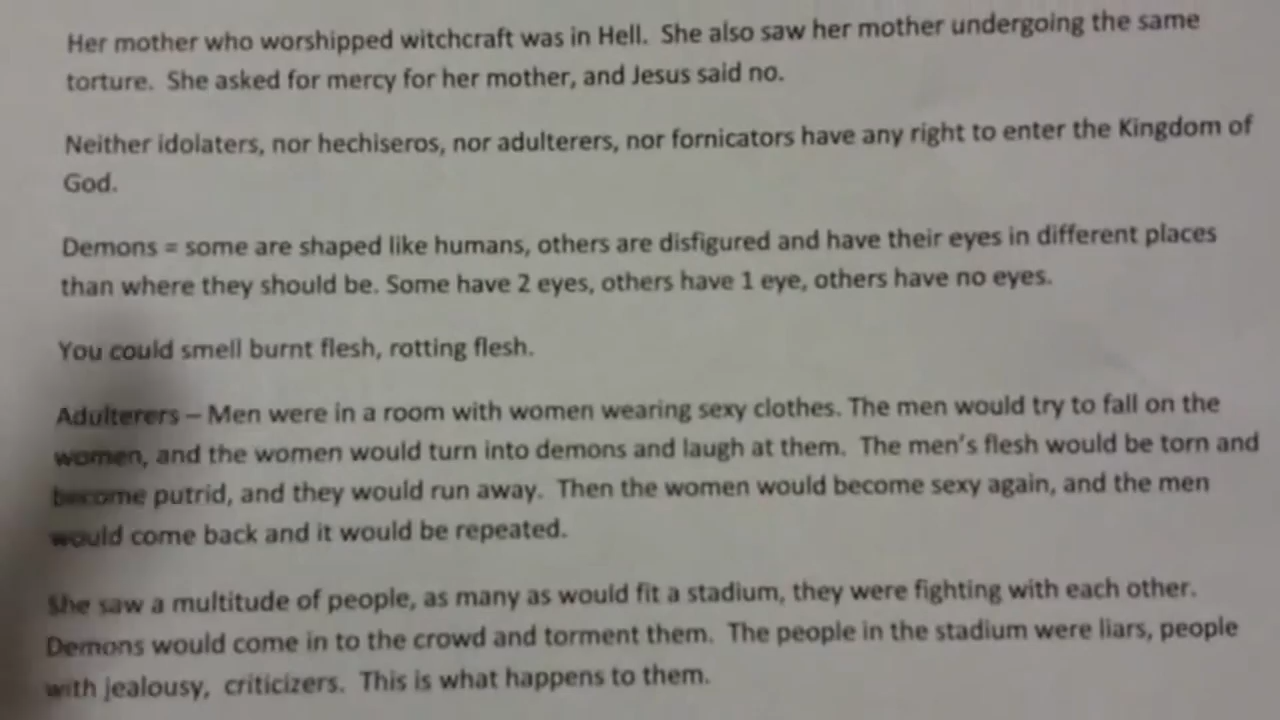 Her mother who worshipped witchcraft was in Hell. She also saw her mother undergoing the same
torture. She asked for mercy for her mother, and Jesus said no.
Neither idolaters, nor hechiseros, nor adulterers, nor fornicators have any right to enter the Kingdom of
God.
Demons = some are shaped like humans, others are disfigured and have their eyes in different places
than where they should be. Some have 2 eyes, others have 1 eye, others have no eyes.
You could smell burnt flesh, rotting flesh.
Adulterers – Men were in a room with women wearing sexy clothes. The men would try to fall on the
women, and the women would turn into demons and laugh at them. The men's flesh would be torn and
become putrid, and they would run away. Then the women would become sexy again, and the men
would come back and it would be repeated.
She saw a multitude of people, as many as would fit a stadium, they were fighting with each other.
Demons would come in to the crowd and torment them. The people in the stadium were liars, people
with jealousy, criticizers. This is what happens to them.